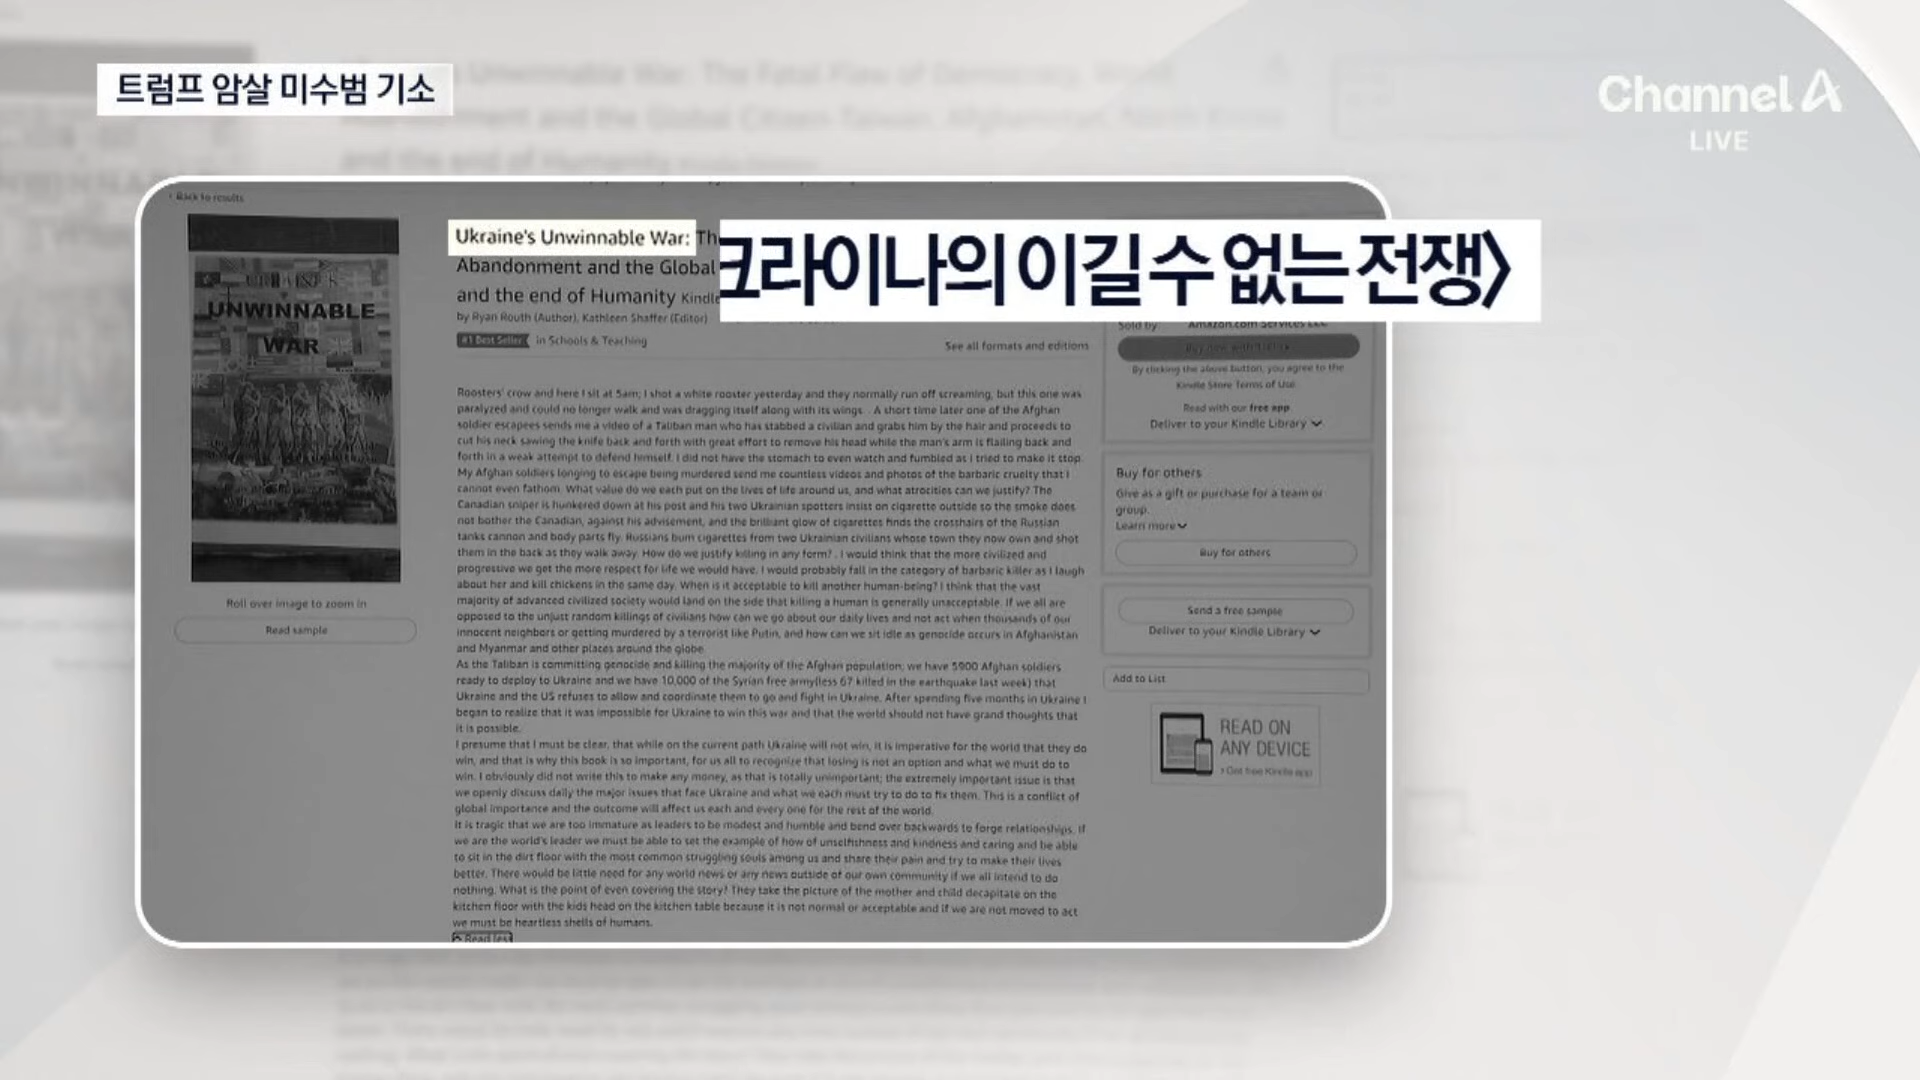 트럼프 암살 미수범 기소
Channel A
LIVE
Back to results
Ukraine's Unwinnable War: Th
크라이나의 이길 수 없는 전쟁〉
Abandonment and the Global
and the end of Humanity Kindle
by Ryan Routh (Author), Kathleen Shaffer (Editor)
#1 Best Seller in Schools & Teaching
See all formats and editions
UNWINNABLE
WAR
Roll over image to zoom in
Read sample
Roosters' crow and here I sit at 5am; I shot a white rooster yesterday and they normally run off screaming, but this one was
paralyzed and could no longer walk and was dragging itself along with its wings. . A short time later one of the Afghan
soldier escapees sends me a video of a Taliban man who has stabbed a civilian and grabs him by the hair and proceeds to
cut his neck sawing the knife back and forth with great effort to remove his head while the man's arm is flailing back and
forth in a weak attempt to defend himself. I did not have the stomach to even watch and fumbled as I tried to make it stop.
My Afghan soldiers longing to escape being murdered send me countless videos and photos of the barbaric cruelty that I
cannot even fathom. What value do we each put on the lives of life around us, and what atrocities can we justify? The
Canadian sniper is hunkered down at his post and his two Ukrainian spotters insist on cigarette outside so the smoke does
not bother the Canadian, against his advisement, and the brilliant glow of cigarettes finds the crosshairs of the Russian
tanks cannon and body parts fly. Russians bum cigarettes from two Ukrainian civilians whose town they now own and shot
them in the back as they walk away. How do we justify killing in any form? . I would think that the more civilized and
progressive we get the more respect for life we would have. I would probably fall in the category of barbaric killer as I laugh
about her and kill chickens in the same day. When is it acceptable to kill another human-being? I think that the vast
majority of advanced civilized society would land on the side that killing a human is generally unacceptable. If we all are
opposed to the unjust random killings of civilians how can we go about our daily lives and not act when thousands of our
innocent neighbors or getting murdered by a terrorist like Putin, and how can we sit idle as genocide occurs in Afghanistan
and Myanmar and other places around the globe.
As the Taliban is committing genocide and killing the majority of the Afghan population; we have 5900 Afghan soldiers
ready to deploy to Ukraine and we have 10,000 of the Syrian free army(less 67 killed in the earthquake last week) that
Ukraine and the US refuses to allow and coordinate them to go and fight in Ukraine. After spending five months in Ukraine I
began to realize that it was impossible for Ukraine to win this war and that the world should not have grand thoughts that
it is possible.
I presume that I must be clear, that while on the current path Ukraine will not win, it is imperative for the world that they do
win, and that is why this book is so important, for us all to recognize that losing is not an option and what we must do to
win. I obviously did not write this to make any money, as that is totally unimportant; the extremely important issue is that
we openly discuss daily the major issues that face Ukraine and what we each must try to do to fix them. This is a conflict of
global importance and the outcome will affect us each and every one for the rest of the world.
It is tragic that we are too immature as leaders to be modest and humble and bend over backwards to forge relationships. If
we are the world's leader we must be able to set the example of how of unselfishness and kindness and caring and be able
to sit in the dirt floor with the most common struggling souls among us and share their pain and try to make their lives
better. There would be little need for any world news or any news outside of our own community if we all intend to do
nothing. What is the point of even covering the story? They take the picture of the mother and child decapitate on the
kitchen floor with the kids head on the kitchen table because it is not normal or acceptable and if we are not moved to act
we must be heartless shells of humans.
Read less
Sold by Amazon.com Services LLC
Buy now with 1-Click
By clicking the above button, you agree to the
Kindle Store Terms of Use.
Read with our free app
Deliver to your Kindle Library
Buy for others
Give as a gift or purchase for a team or
group.
Learn more
Buy for others
Send a free sample
Deliver to your Kindle Library
Add to List
READ ON
ANY DEVICE
› Get free Kindle app